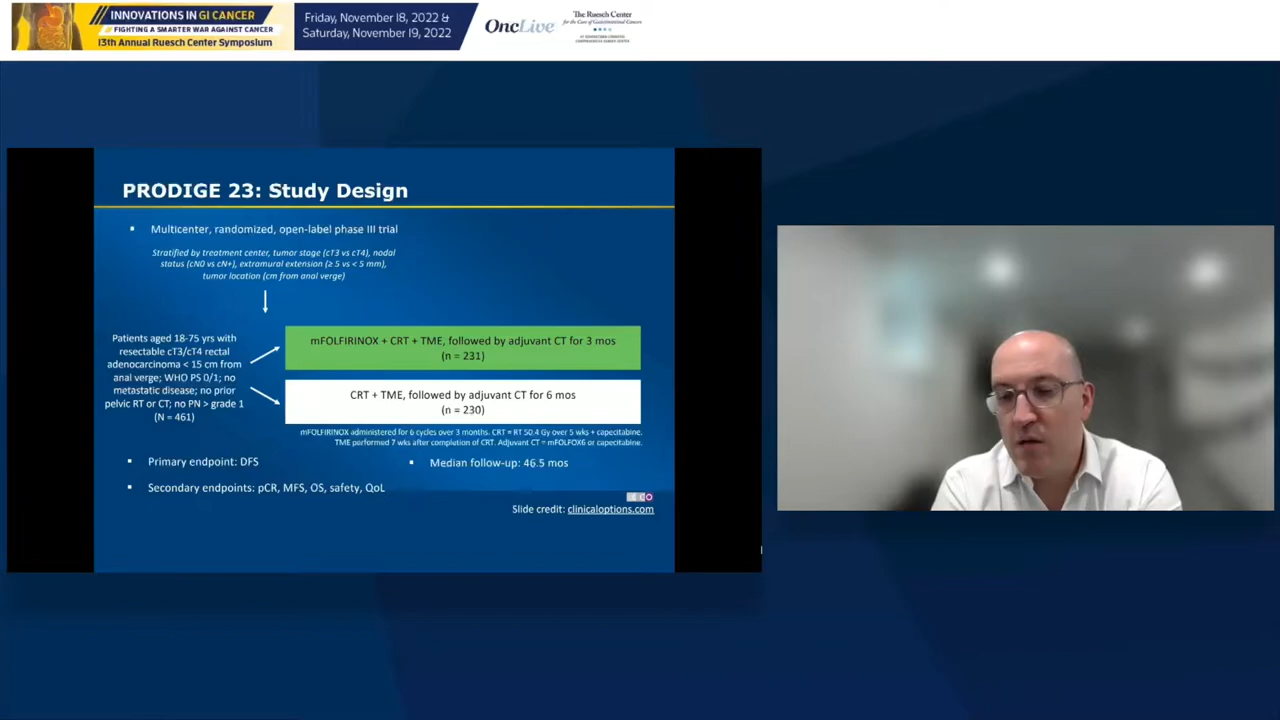 INNOVATIONS IN GI CANCER
FIGHTING A SMARTER WAR AGAINST CANCER
13th Annual Ruesch Center Symposium
Friday, November 18, 2022 &
Saturday, November 19, 2022
OncLive
The Ruesch Center
for the Cure of Gastrointestinal Cancers
PRODIGE 23: Study Design
▪ Multicenter, randomized, open-label phase III trial
Stratified by treatment center, tumor stage (cT3 vs cT4), nodal
status (cN0 vs cN+), extramural extension (≥ 5 vs < 5 mm),
tumor location (cm from anal verge)
Patients aged 18-75 yrs with
resectable cT3/cT4 rectal
adenocarcinoma < 15 cm from
anal verge; WHO PS 0/1; no
metastatic disease; no prior
pelvic RT or CT; no PN > grade 1
(N = 461)
mFOLFIRINOX + CRT + TME, followed by adjuvant CT for 3 mos
(n = 231)
CRT + TME, followed by adjuvant CT for 6 mos
(n = 230)
mFOLFIRINOX administered for 6 cycles over 3 months. CRT = RT 50.4 Gy over 5 wks + capecitabine.
TME performed 7 wks after completion of CRT. Adjuvant CT = mFOLFOX6 or capecitabine.
▪ Primary endpoint: DFS
▪ Median follow-up: 46.5 mos
▪ Secondary endpoints: pCR, MFS, OS, safety, QoL
Slide credit: clinicaloptions.com